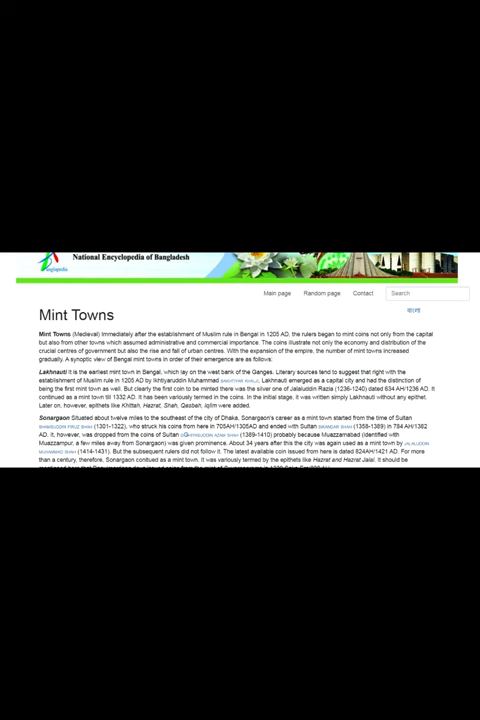 National Encyclopedia of Bangladesh
anglapedia
Main page Random page Contact Search
বাংলা
Mint Towns
Mint Towns (Medieval) Immediately after the establishment of Muslim rule in Bengal in 1205 AD, the rulers began to mint coins not only from the capital
but also from other towns which assumed administrative and commercial importance. The coins illustrate not only the economy and distribution of the
crucial centres of government but also the rise and fall of urban centres. With the expansion of the empire, the number of mint towns increased
gradually. A synoptic view of Bengal mint towns in order of their emergence are as follows:
Lakhnauti It is the earliest mint town in Bengal, which lay on the west bank of the Ganges. Literary sources tend to suggest that right with the
establishment of Muslim rule in 1205 AD by Ikhtiyaruddin Muhammad BAKHTIYAR KHALJI, Lakhnauti emerged as a capital city and had the distinction of
being the first mint town as well. But clearly the first coin to be minted there was the silver one of Jalaluddin Razia (1236-1240) dated 634 AH/1236 AD. It
continued as a mint town till 1332 AD. It has been variously termed in the coins. In the initial stage, it was written simply Lakhnauti without any epithet.
Later on, however, epithets like Khittah, Hazrat, Shah, Qasbah, Iqlim were added.
Sonargaon Situated about twelve miles to the southeast of the city of Dhaka, Sonargaon's career as a mint town started from the time of Sultan
SHAMSUDDIN FIRUZ SHAH (1301-1322), who struck his coins from here in 705AH/1305AD and ended with Sultan SIKANDAR SHAH (1358-1389) in 784 AH/1362
AD. It, however, was dropped from the coins of Sultan GHIYASUDDIN AZAM SHAH (1389-1410) probably because Muazzamabad (identified with
Muazzampur, a few miles away from Sonargaon) was given prominence. About 34 years after this the city was again used as a mint town by JALALUDDIN
MUHAMMAD SHAH (1414-1431). But the subsequent rulers did not follow it. The latest available coin issued from here is dated 824AH/1421 AD. For more
than a century, therefore, Sonargaon conitued as a mint town. It was variously termed by the epithets like Hazrat and Hazrat Jalal. It should be